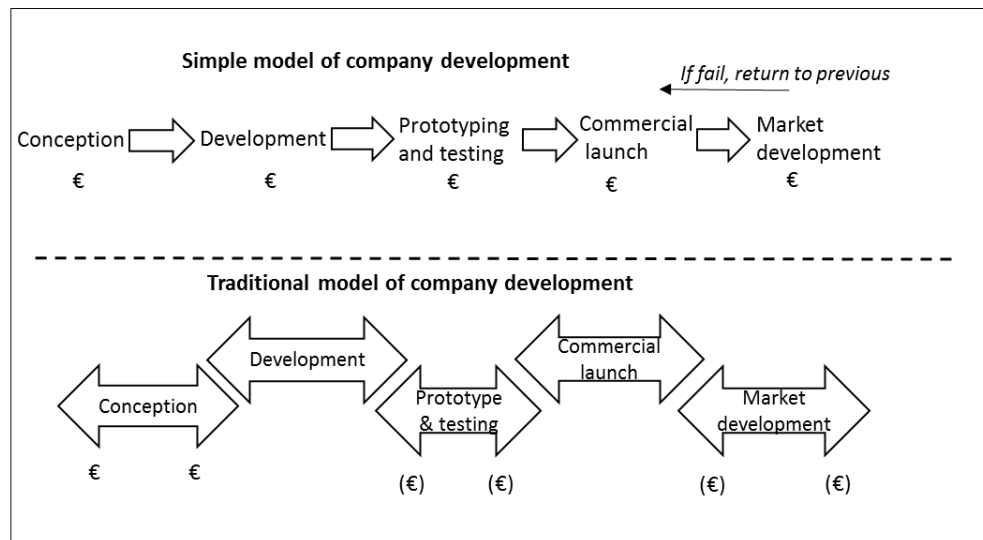 Simple model of company development
If fail, return to previous
Conception
Development
Prototyping
and testing
Commercial
launch
Market
development
€
€
€
€
€
Traditional model of company development
Conception
Development
Prototype
& testing
Commercial
launch
Market
development
€
€
(€)
(€)
(€)
(€)